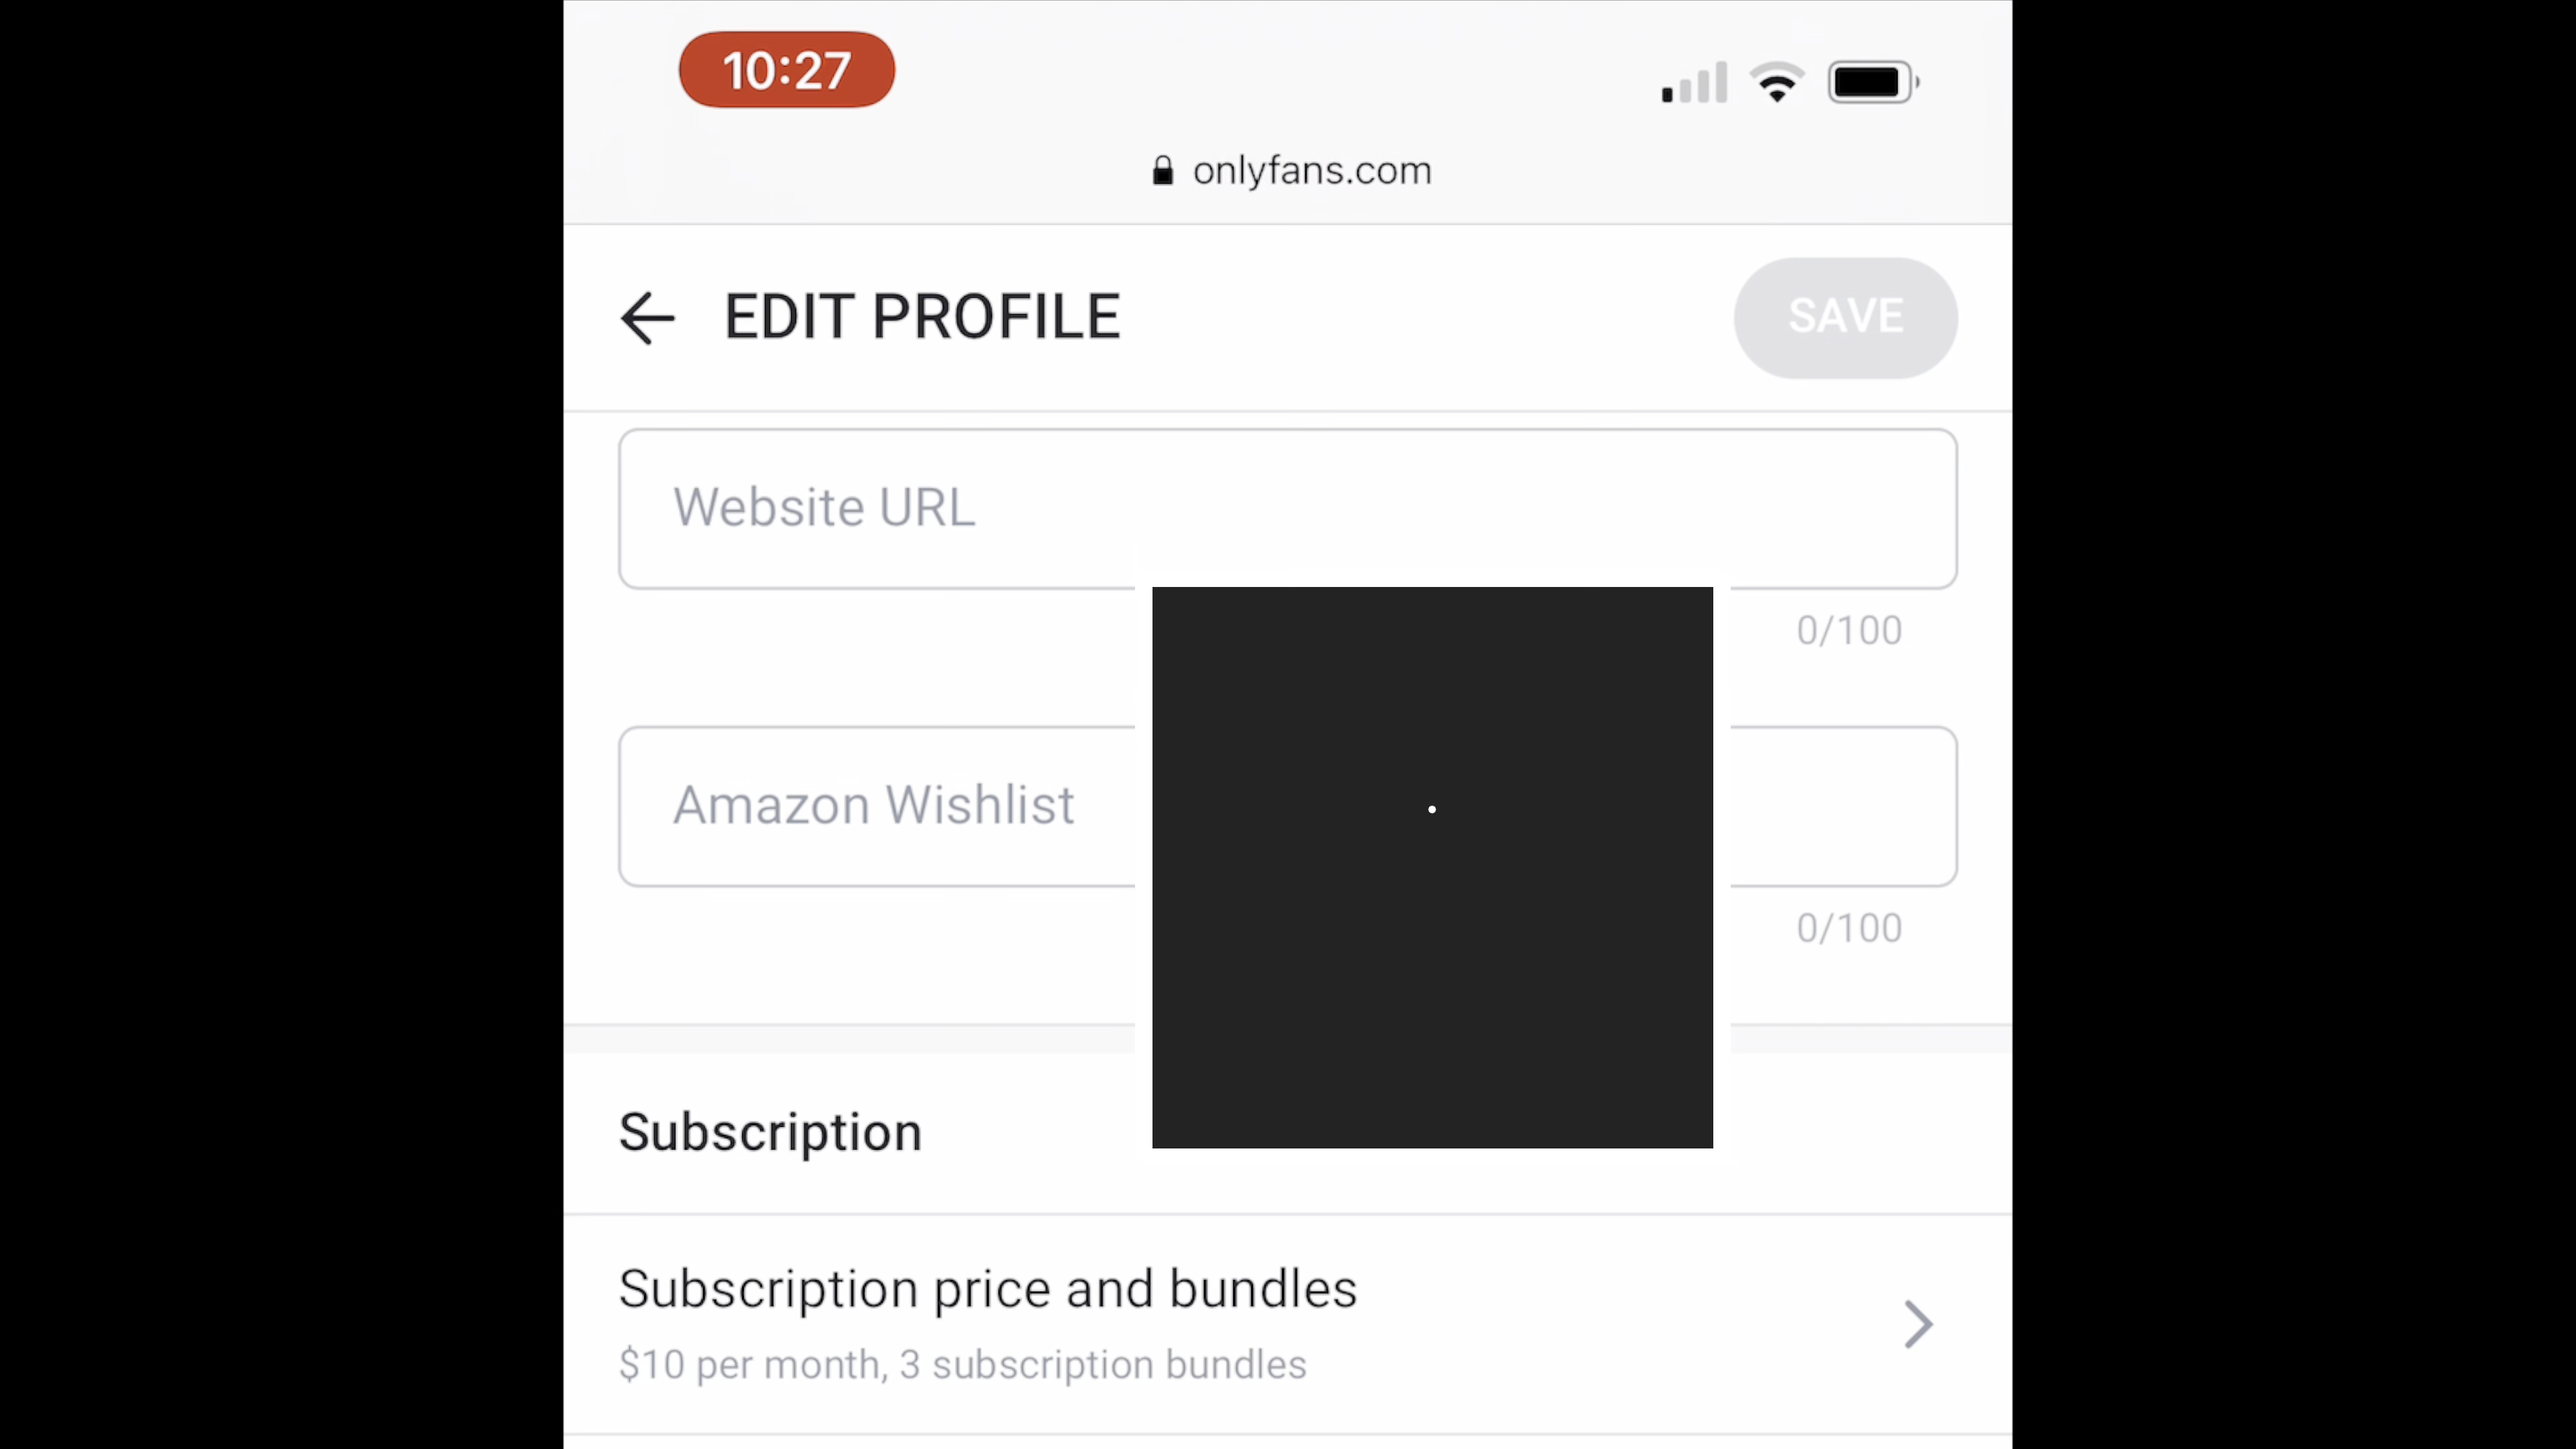 10:27
onlyfans.com
EDIT PROFILE
SAVE
Website URL
0/100
Amazon Wishlist
0/100
Subscription
Subscription price and bundles
$10 per month, 3 subscription bundles